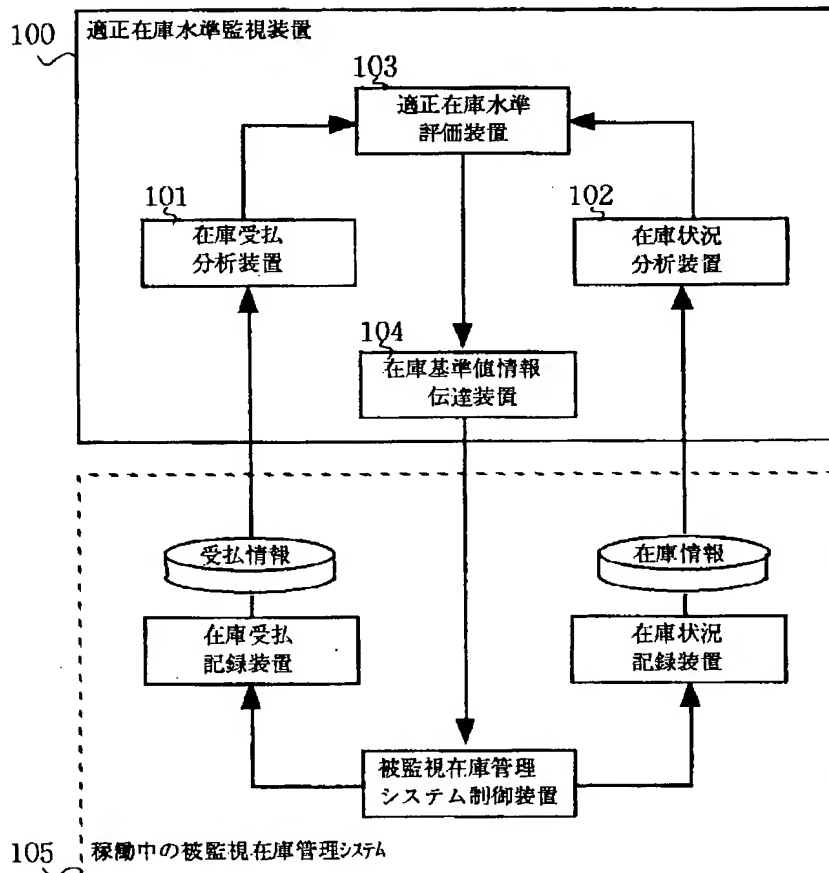 100
適正在庫水準監視装置
103
適正在庫水準
評価装置
101
在庫受払
分析装置
102
在庫状況
分析装置
104
在庫基準値情報
伝達装置
受払情報
在庫情報
在庫受払
記録装置
在庫状況
記録装置
被監視在庫管理
システム制御装置
105
稼働中の被監視在庫管理システム